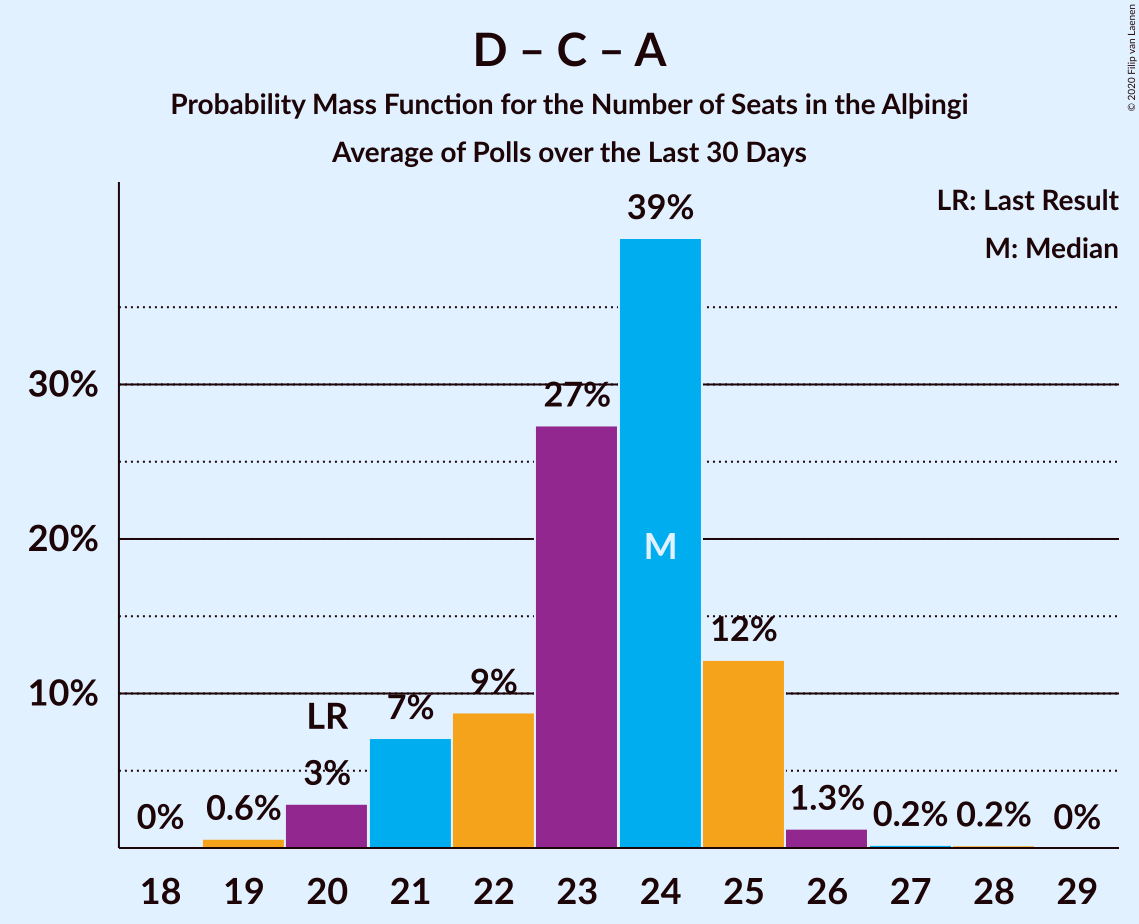 D – C – A
Probability Mass Function for the Number of Seats in the Alþingi
Average of Polls over the Last 30 Days
© 2020 Filip van Laenen
LR: Last Result
M: Median
39%
30%
27%
20%
M
12%
10%
9%
7%
LR
3%
0%
0.6%
1.3%
0.2%
0.2%
0%
18 19 20 21 22 23 24 25 26 27 28 29